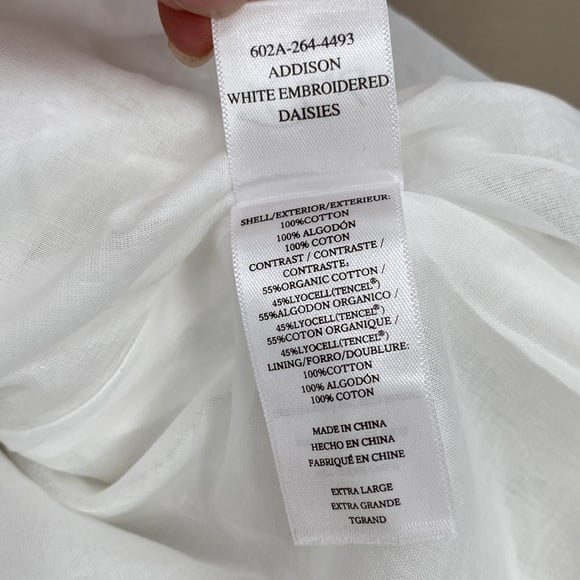 602A-264-4493
ADDISON
WHITE EMBROIDERED
DAISIES
SHELL/EXTERIOR/EXTERIEUR:
100%COTTON
100% ALGODÓN
100% COTON
CONTRAST / CONTRASTE /
CONTRASTE:
55%ORGANIC COTTON /
45%LYOCELL(TENCEL®)
55%ALGODON ORGANICO /
45%LYOCELL(TENCEL®)
55%COTON ORGANIQUE /
45%LYOCELL(TENCEL®)
LINING/FORRO/DOUBLURE:
100%COTTON
100% ALGODÓN
100% COTON
MADE IN CHINA
HECHO EN CHINA
FABRIQUÉ EN CHINE
EXTRA LARGE
EXTRA GRANDE
TGRAND